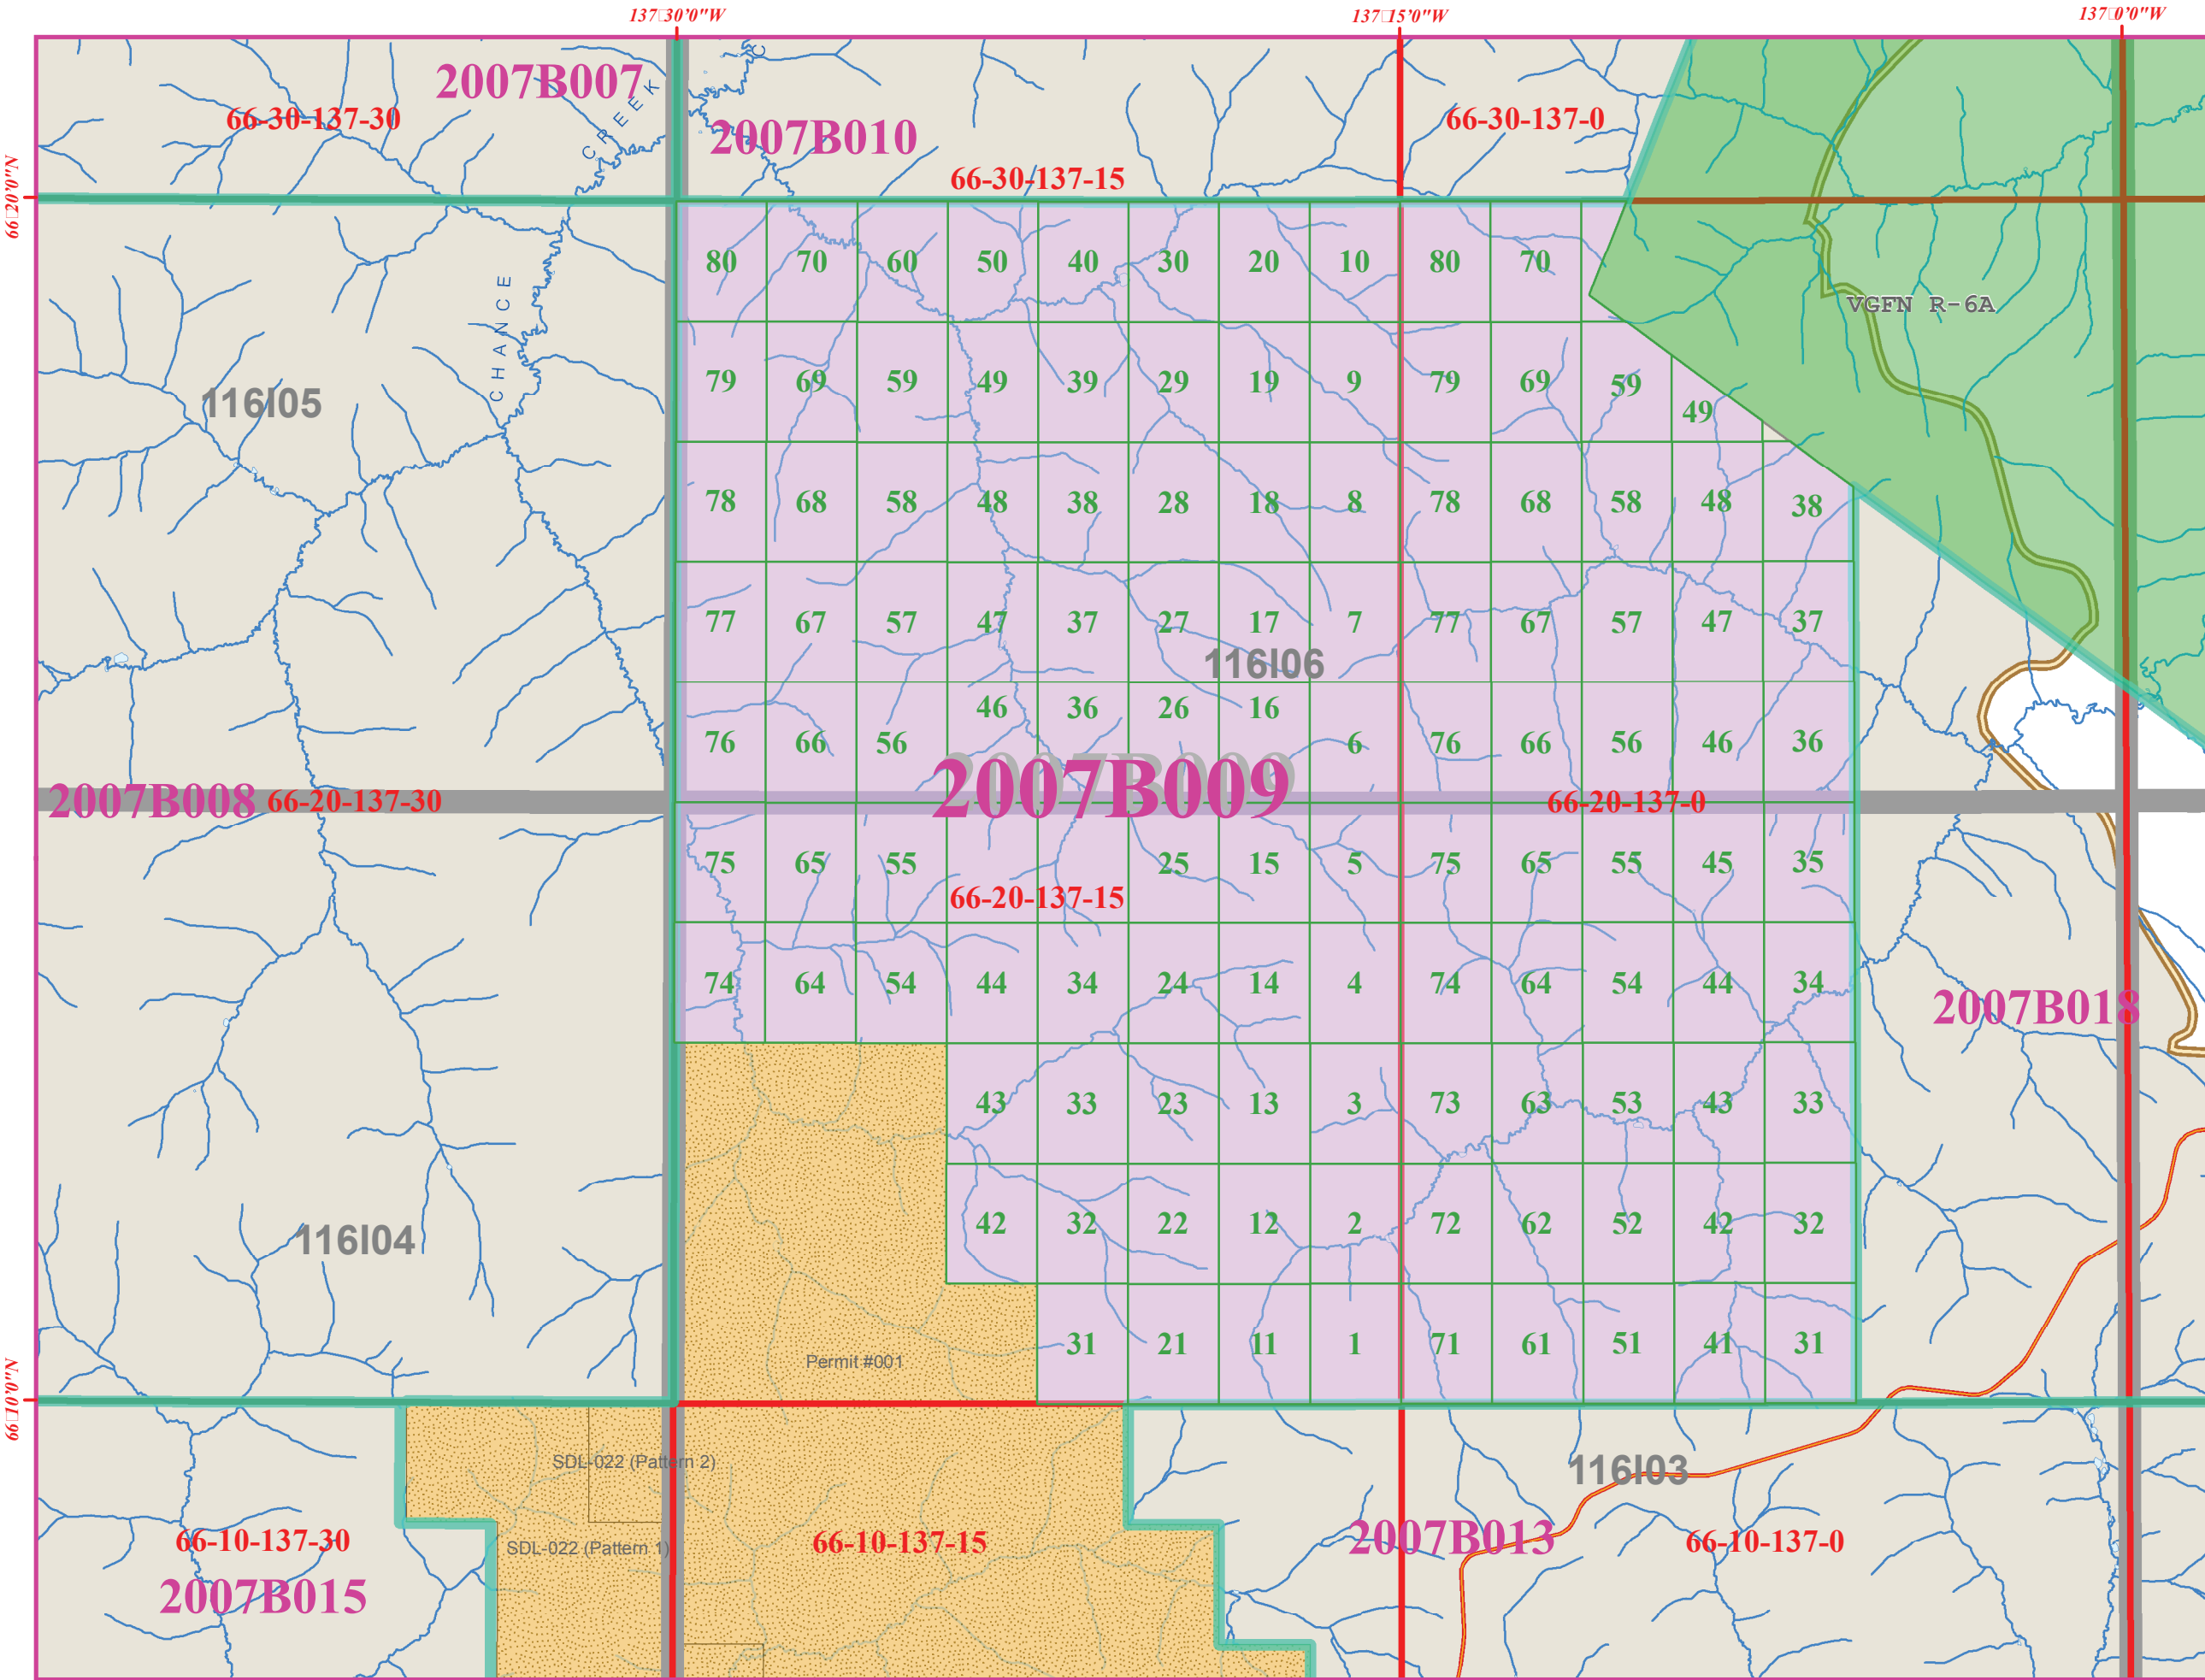 137°30'0"W
137°15'0"W
137°0'0"W
66°20'0"N
66°10'0"N
2007B007
66-30-137-30
CREEK
C
2007B010
66-30-137-15
66-30-137-0
80 70 60 50 40 30 20 10 80 70
VGFN R-6A
CHANCE
116I05
79 69 59 49 39 29 19 9 79 69 59 49
78 68 58 48 38 28 18 8 78 68 58 48 38
77 67 57 47 37 27 17 7 77 67 57 47 37
116I06
46 36 26 16
76 66 56 6 76 66 56 46 36
2007B009
2007B008 66-20-137-30
66-20-137-0
75 65 55 25 15 5 75 65 55 45 35
66-20-137-15
74 64 54 44 34 24 14 4 74 64 54 44 34
2007B018
43 33 23 13 3 73 63 53 43 33
116I04
42 32 22 12 2 72 62 52 42 32
31 21 11 1 71 61 51 41 31
Permit #001
SDL-022 (Pattern 2)
116I03
66-10-137-30
SDL-022 (Pattern 1)
66-10-137-15
2007B013
66-10-137-0
2007B015